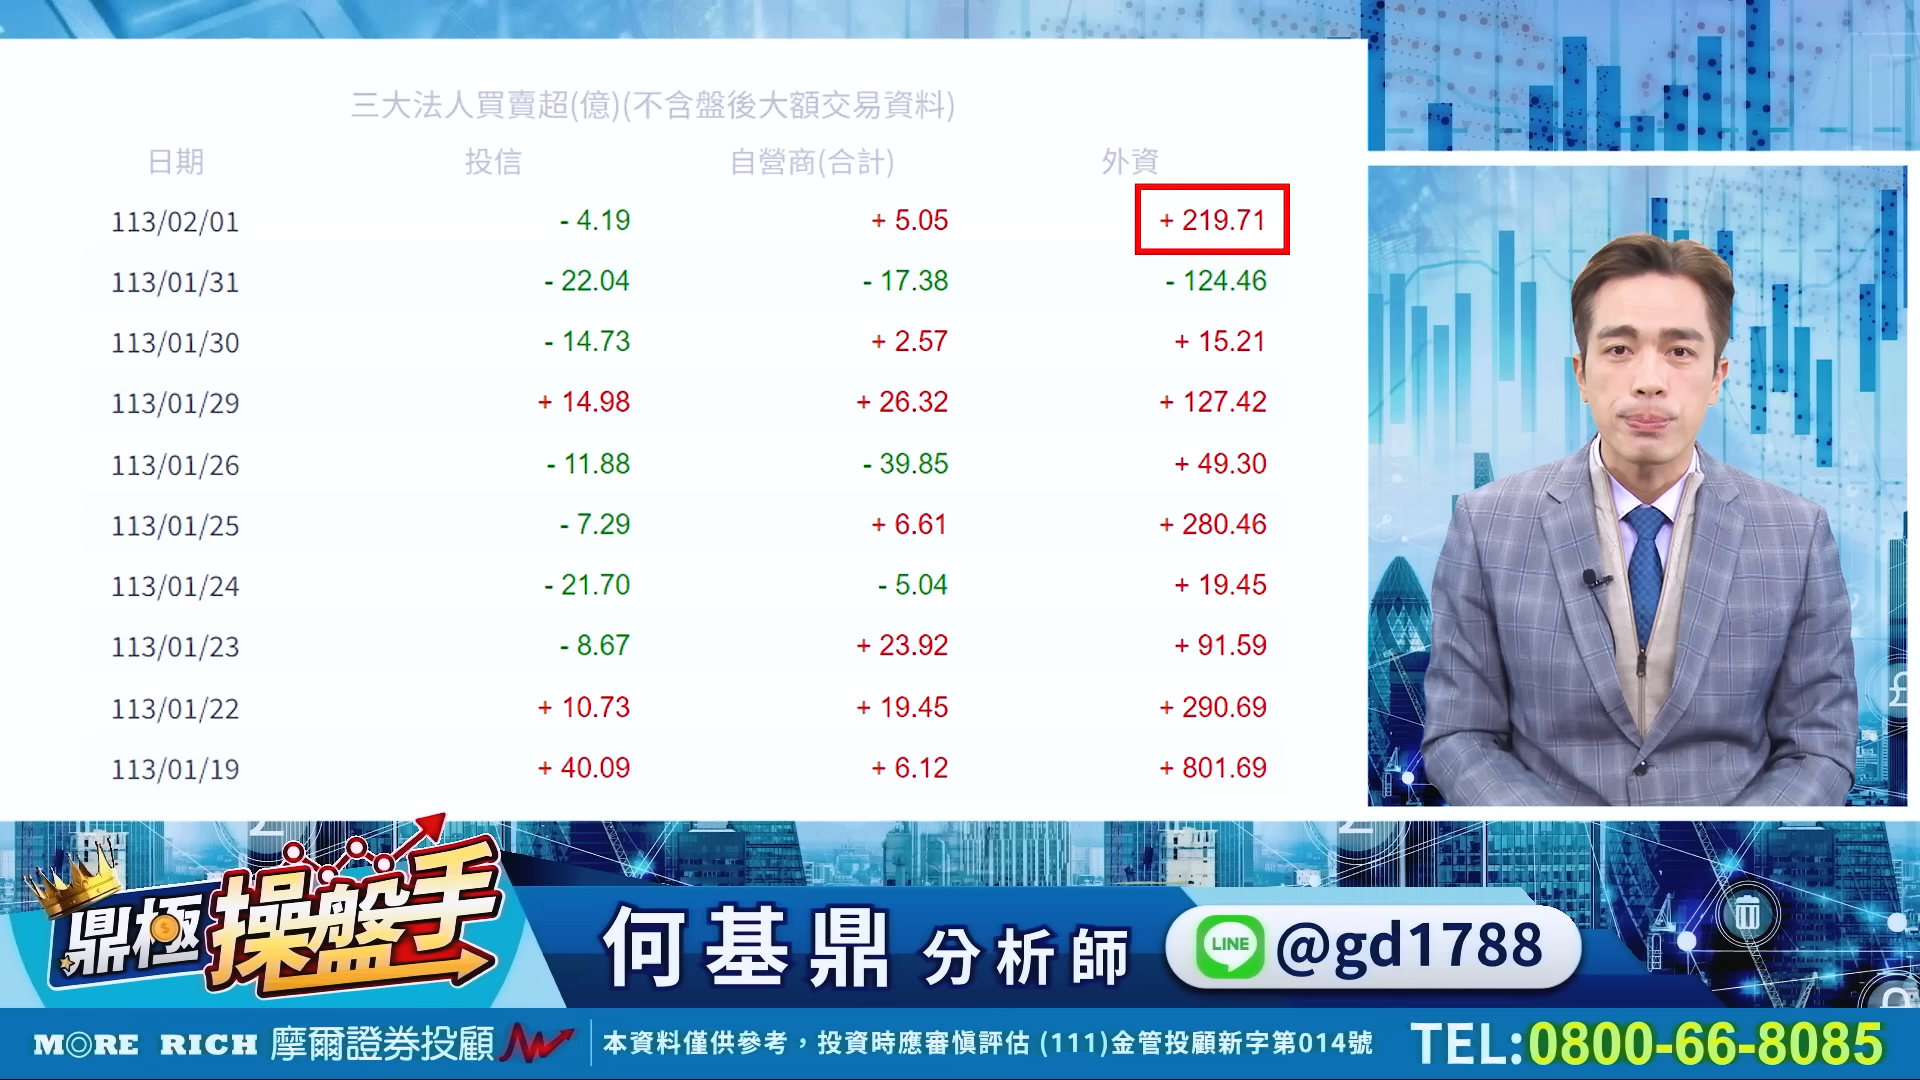 三大法人買賣超(億)(不含盤後大額交易資料)
日期 投信 自營商(合計) 外資
113/02/01 - 4.19 + 5.05 + 219.71
113/01/31 - 22.04 - 17.38 - 124.46
113/01/30 - 14.73 + 2.57 + 15.21
113/01/29 + 14.98 + 26.32 + 127.42
113/01/26 - 11.88 - 39.85 + 49.30
113/01/25 - 7.29 + 6.61 + 280.46
113/01/24 - 21.70 - 5.04 + 19.45
113/01/23 - 8.67 + 23.92 + 91.59
113/01/22 + 10.73 + 19.45 + 290.69
113/01/19 + 40.09 + 6.12 + 801.69
鼎極操盤手
何基鼎 分析師
LINE @gd1788
MORE RICH 摩爾證券投顧
本資料僅供參考，投資時應審慎評估 (111)金管投顧新字第014號
TEL:0800-66-8085